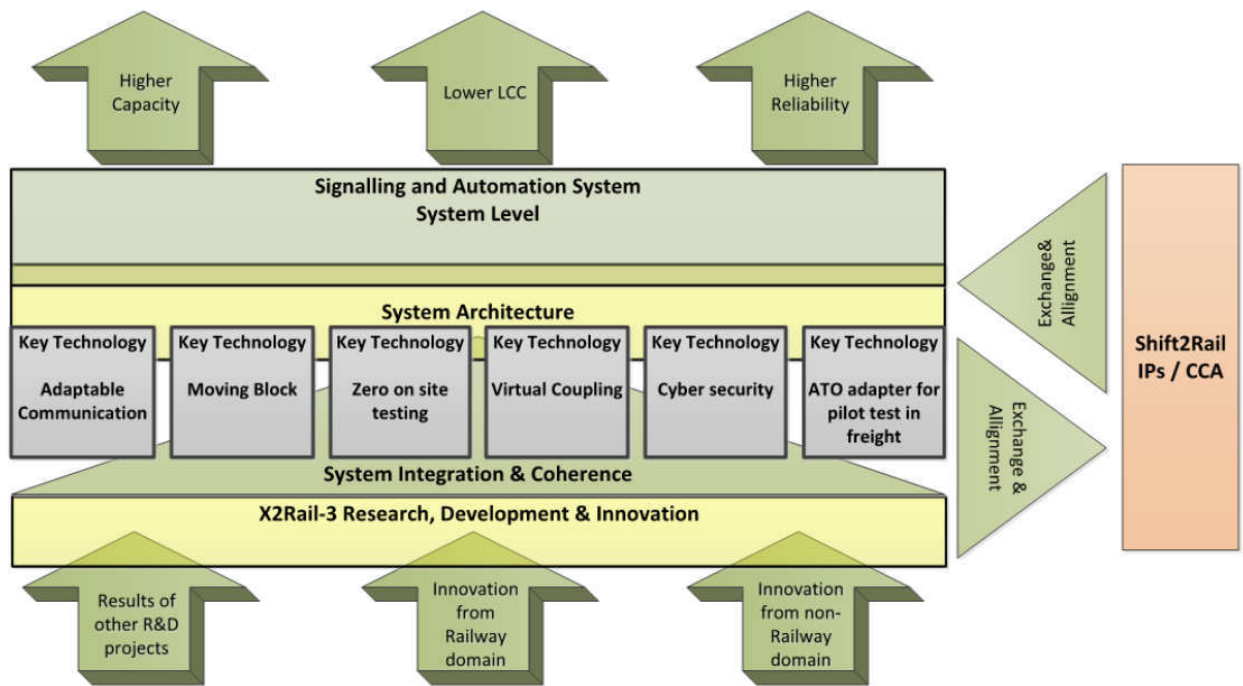 Higher
Capacity
Lower LCC
Higher
Reliability
Signalling and Automation System
System Level
System Architecture
Key Technology
Adaptable
Communication
Key Technology
Moving Block
Key Technology
Zero on site
testing
Key Technology
Virtual Coupling
Key Technology
Cyber security
Key Technology
ATO adapter for
pilot test in
freight
System Integration & Coherence
X2Rail-3 Research, Development & Innovation
Results of
other R&D
projects
Innovation
from
Railway
domain
Innovation
from non-
Railway
domain
Exchange&
Allignment
Exchange &
Allignment
Shift2Rail
IPs / CCA